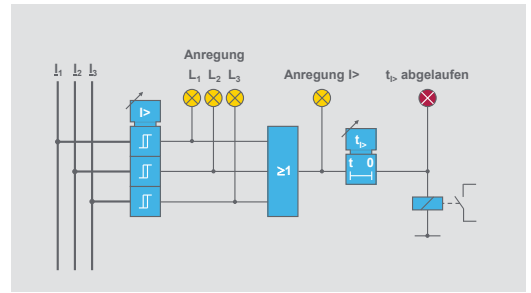 Anregung
I₁ I₂ I₃ L₁ L₂ L₃ Anregung I> tI> abgelaufen
I>
tI>
t 0
≥1